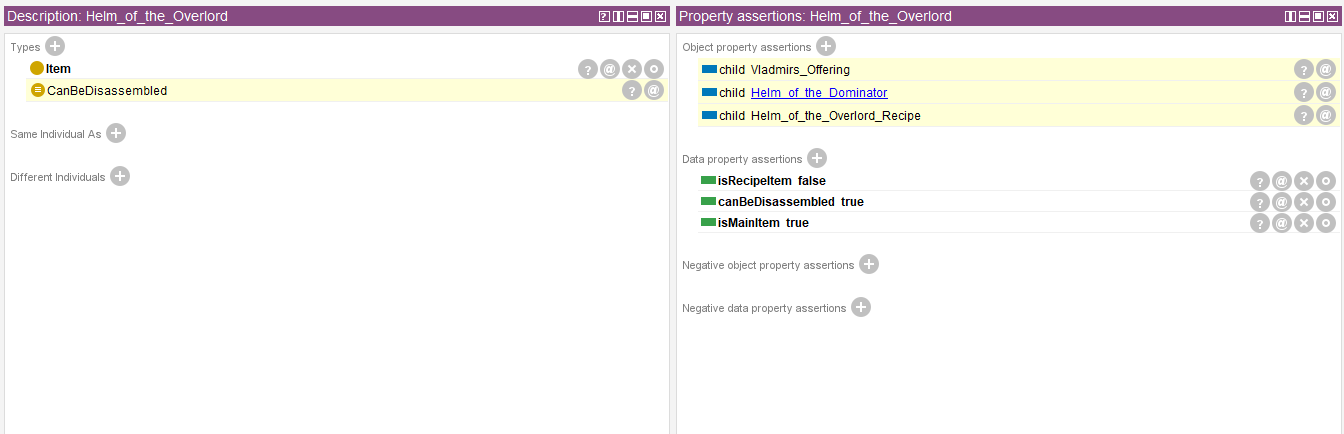 Description: Helm_of_the_Overlord
Types
Item
CanBeDisassembled
Same Individual As
Different Individuals
Property assertions: Helm_of_the_Overlord
Object property assertions
child Vladmirs_Offering
child Helm_of_the_Dominator
child Helm_of_the_Overlord_Recipe
Data property assertions
isRecipeItem false
canBeDisassembled true
isMainItem true
Negative object property assertions
Negative data property assertions